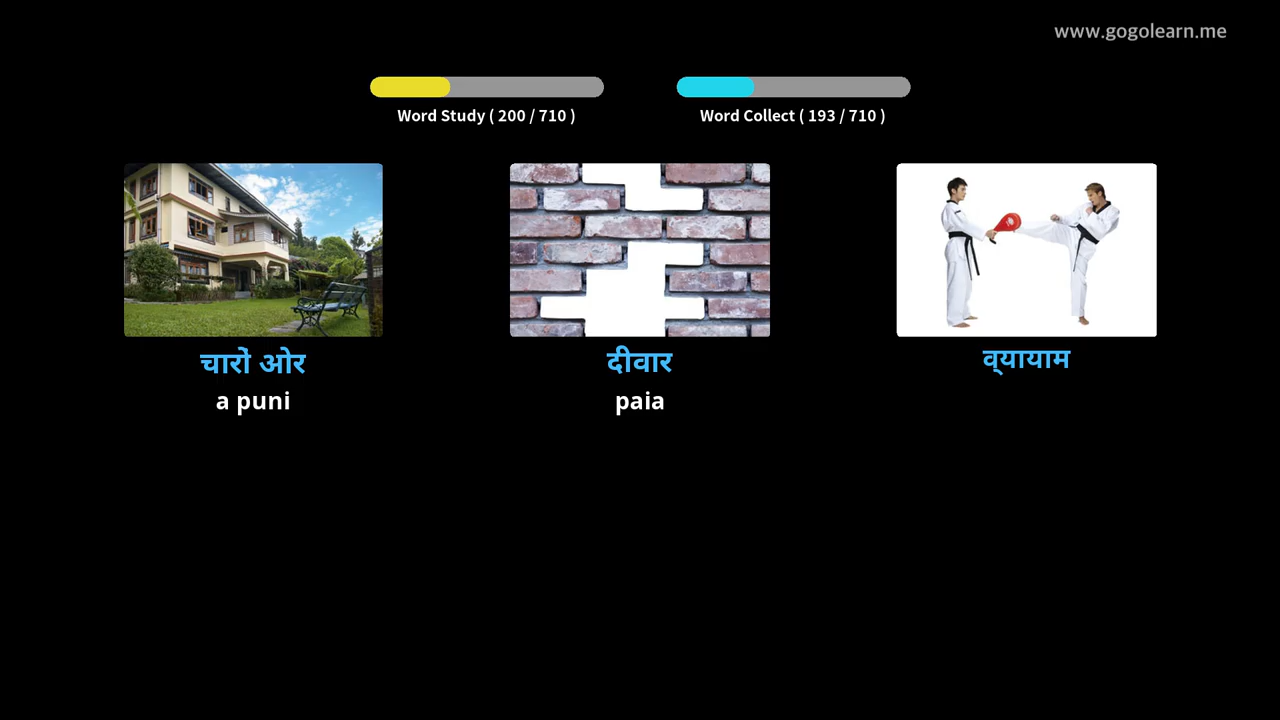 www.gogolearn.me
Word Study ( 200 / 710 )
Word Collect ( 193 / 710 )
चारों ओर
a puni
दीवार
paia
व्यायाम